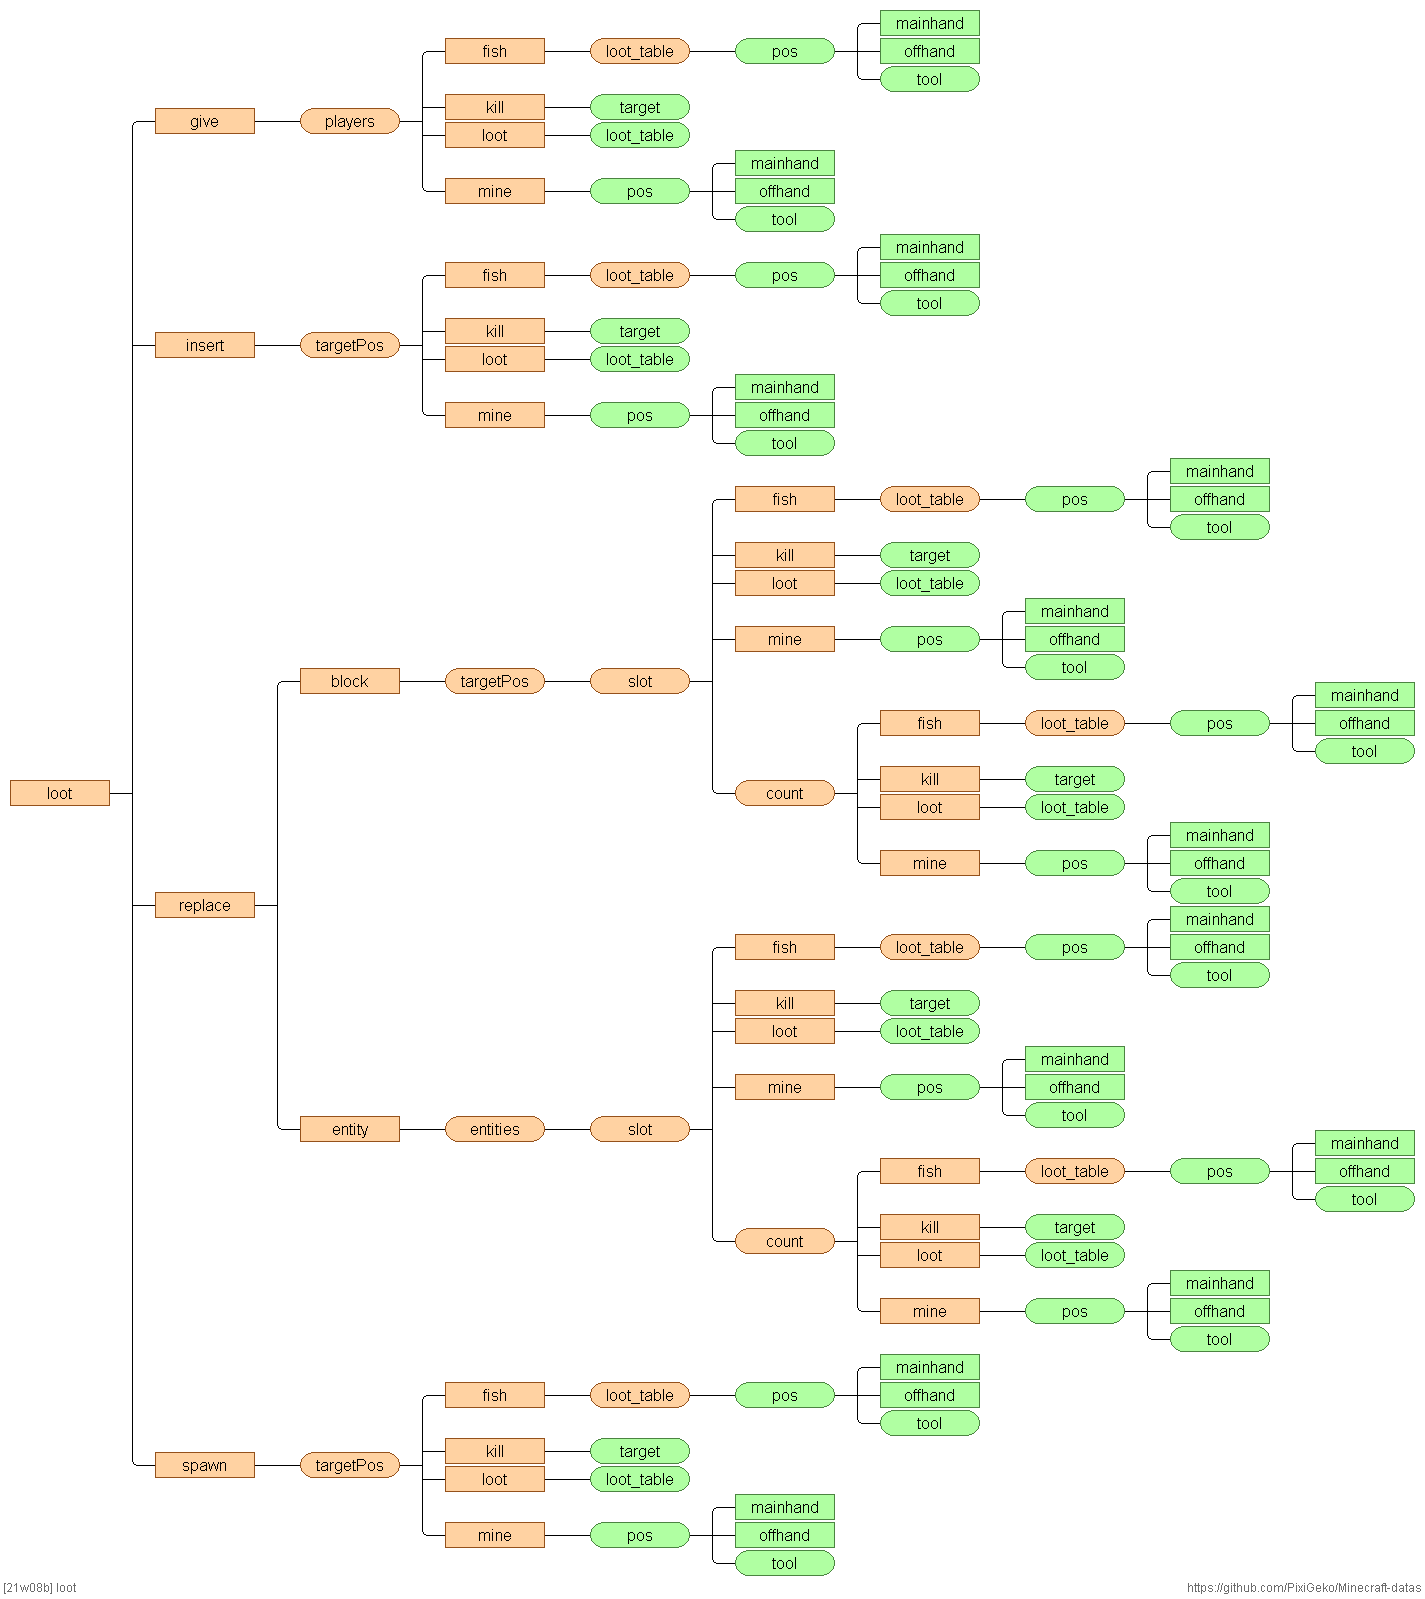 mainhand
fish loot_table pos offhand
tool
kill target
give players
loot loot_table
mainhand
mine pos offhand
tool
mainhand
fish loot_table pos offhand
tool
kill target
insert targetPos
loot loot_table
mainhand
mine pos offhand
tool
mainhand
fish loot_table pos offhand
tool
kill target
loot loot_table
mainhand
mine pos offhand
tool
block targetPos slot
mainhand
fish loot_table pos offhand
tool
kill target
loot count
loot loot_table
mainhand
mine pos offhand
tool
replace
mainhand
fish loot_table pos offhand
tool
kill target
loot loot_table
mainhand
mine pos offhand
tool
entity entities slot
mainhand
fish loot_table pos offhand
tool
kill target
count
loot loot_table
mainhand
mine pos offhand
tool
mainhand
fish loot_table pos offhand
tool
kill target
spawn targetPos
loot loot_table
mainhand
mine pos offhand
tool
[21w08b] loot
https://github.com/PixiGeko/Minecraft-datas